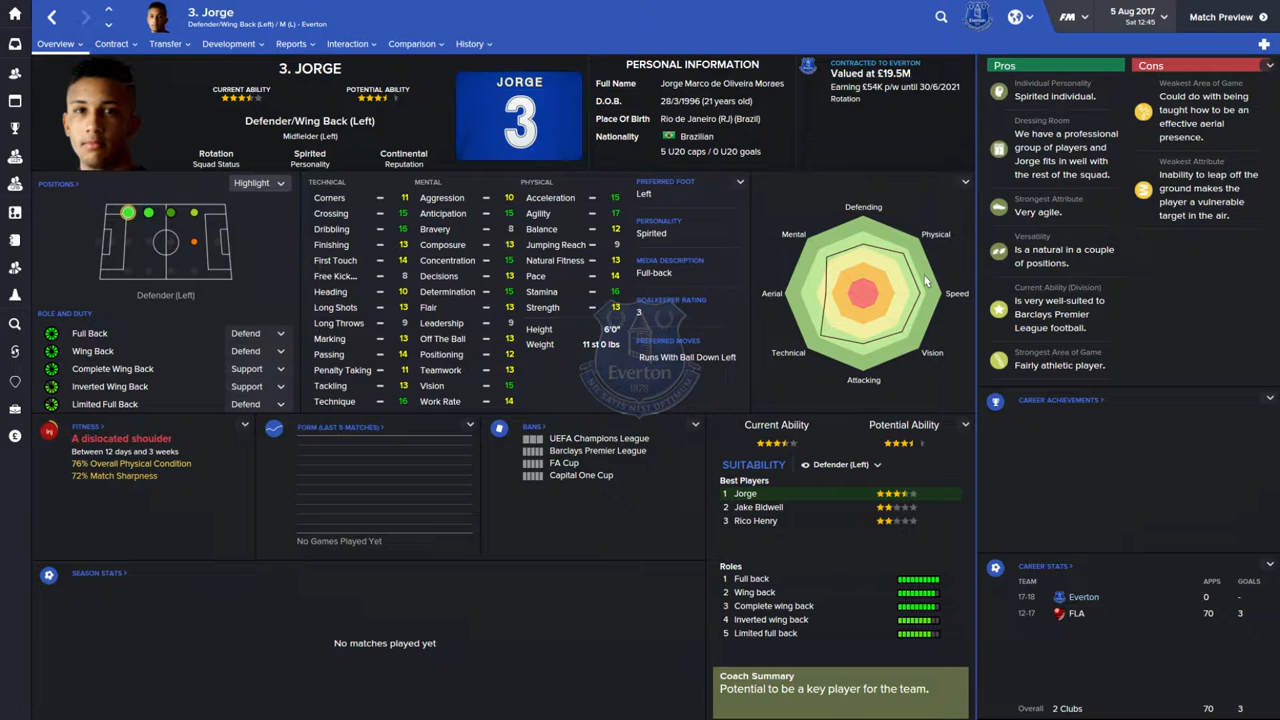 3. Jorge
Defender/Wing Back (Left) / M (L) - Everton
FM
5 Aug 2017
Sat 12:45
Match Preview
Overview
Contract
Transfer
Development
Reports
Interaction
Comparison
History
3. JORGE
CURRENT ABILITY
POTENTIAL ABILITY
Defender/Wing Back (Left)
Midfielder (Left)
Rotation
Squad Status
Spirited
Personality
Continental
Reputation
JORGE
3
PERSONAL INFORMATION
Full Name Jorge Marco de Oliveira Moraes
D.O.B. 28/3/1996 (21 years old)
Place Of Birth Rio de Janeiro (RJ) (Brazil)
Nationality Brazilian
5 U20 caps / 0 U20 goals
CONTRACTED TO EVERTON
Valued at £19.5M
Earning £54K p/w until 30/6/2021
Rotation
Pros
Individual Personality
Spirited individual.
Dressing Room
We have a professional
group of players and
Jorge fits in well with
the rest of the squad.
Strongest Attribute
Very agile.
Versatility
Is a natural in a couple
of positions.
Current Ability (Division)
Is very well-suited to
Barclays Premier
League football.
Strongest Area of Game
Fairly athletic player.
Cons
Weakest Area of Game
Could do with being
taught how to be an
effective aerial
presence.
Weakest Attribute
Inability to leap off the
ground makes the
player a vulnerable
target in the air.
POSITIONS >
Highlight
Defender (Left)
ROLE AND DUTY
Full Back Defend
Wing Back Defend
Complete Wing Back Support
Inverted Wing Back Support
Limited Full Back Defend
TECHNICAL
Corners - 11
Crossing - 15
Dribbling - 16
Finishing - 13
First Touch - 14
Free Kick... - 8
Heading - 10
Long Shots - 13
Long Throws - 9
Marking - 13
Passing - 14
Penalty Taking - 11
Tackling - 13
Technique - 16
MENTAL
Aggression - 10
Anticipation - 15
Bravery - 8
Composure - 13
Concentration - 15
Decisions - 13
Determination - 15
Flair - 13
Leadership - 9
Off The Ball - 13
Positioning - 12
Teamwork - 13
Vision - 15
Work Rate - 14
PHYSICAL
Acceleration - 15
Agility - 17
Balance - 12
Jumping Reach - 9
Natural Fitness - 13
Pace - 14
Stamina - 16
Strength - 13
Height 6'0"
Weight 11 st 0 lbs
PREFERRED FOOT
Left
PERSONALITY
Spirited
MEDIA DESCRIPTION
Full-back
GOALKEEPER RATING
3
PREFERRED MOVES
Runs With Ball Down Left
Everton
1878
NIL SATIS NISI OPTIMUM
Defending
Mental
Physical
Aerial
Speed
Technical
Vision
Attacking
Inj
FITNESS >
A dislocated shoulder
Between 12 days and 3 weeks
76% Overall Physical Condition
72% Match Sharpness
FORM (LAST 5 MATCHES) >
No Games Played Yet
BANS >
UEFA Champions League
Barclays Premier League
FA Cup
Capital One Cup
Current Ability
Potential Ability
SUITABILITY
Defender (Left)
Best Players
1 Jorge
2 Jake Bidwell
3 Rico Henry
Roles
1 Full back
2 Wing back
3 Complete wing back
4 Inverted wing back
5 Limited full back
Coach Summary
Potential to be a key player for the team.
SEASON STATS >
No matches played yet
CAREER ACHIEVEMENTS >
CAREER STATS >
TEAM APPS GOALS
17-18 Everton 0 -
12-17 FLA 70 3
Overall 2 Clubs 70 3